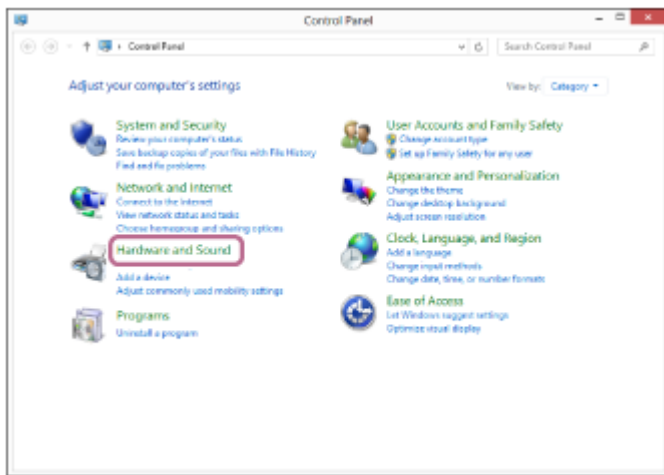 Control Panel
Control Panel
Search Control Panel
Adjust your computer's settings
View by: Category
System and Security
Review your computer's status
Save backup copies of your files with File History
Find and fix problems
Network and Internet
Connect to the Internet
View network status and tasks
Choose homegroup and sharing options
Hardware and Sound
Add a device
Adjust commonly used mobility settings
Programs
Uninstall a program
User Accounts and Family Safety
Change account type
Set up Family Safety for any user
Appearance and Personalization
Change the theme
Change desktop background
Adjust screen resolution
Clock, Language, and Region
Add a language
Change input methods
Change date, time, or number formats
Ease of Access
Let Windows suggest settings
Optimize visual display